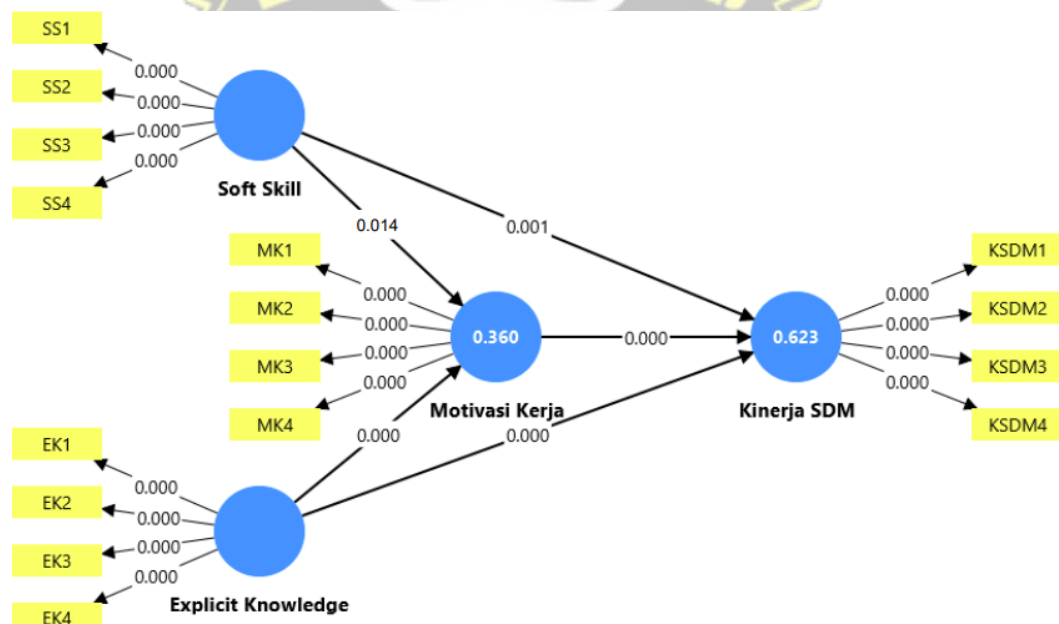 SS1
0.000
SS2
0.000
SS3
0.000
SS4
0.000
Soft Skill
0.014
0.001
MK1
0.000
MK2
0.000
MK3
0.000
MK4
0.000
0.360
Motivasi Kerja
0.000
0.623
Kinerja SDM
KSDM1
0.000
KSDM2
0.000
KSDM3
0.000
KSDM4
0.000
0.000
0.000
EK1
0.000
EK2
0.000
EK3
0.000
EK4
0.000
Explicit Knowledge